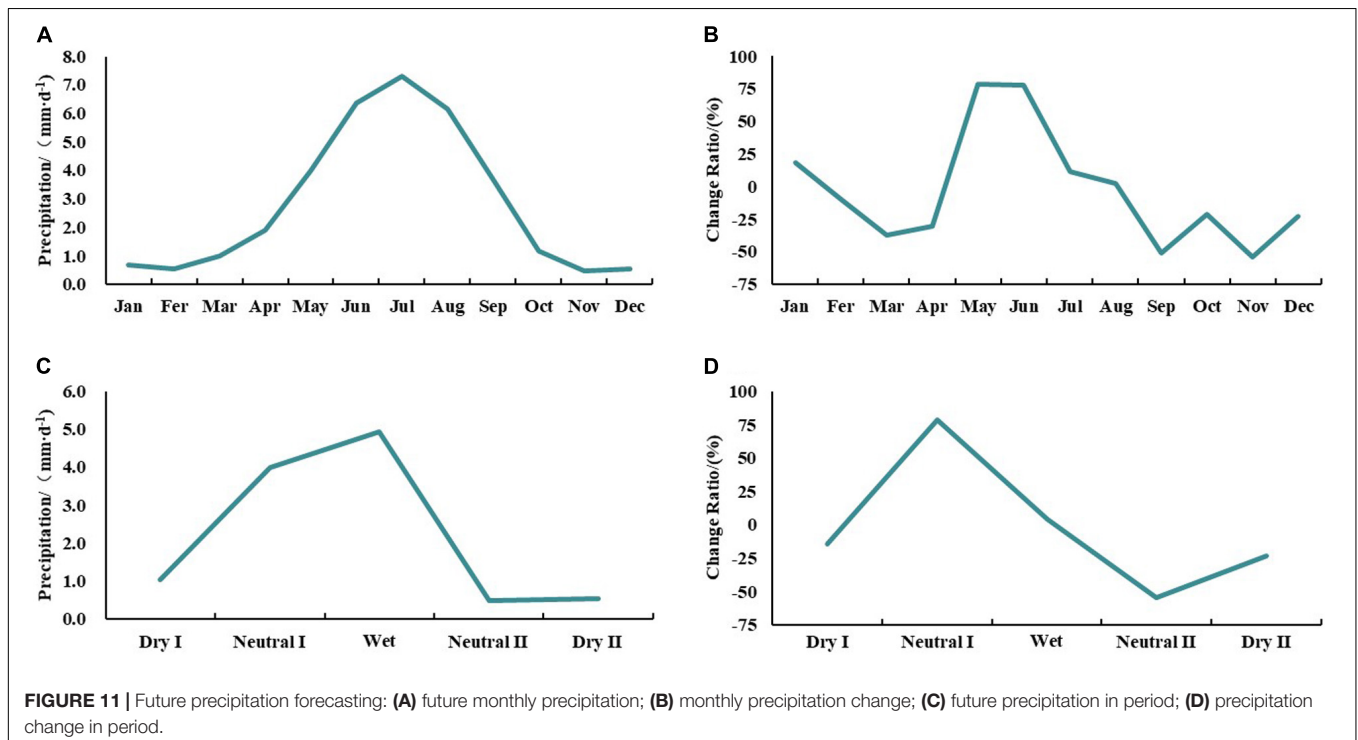 A
Precipitation/（mm·d-1)
8.0
7.0
6.0
5.0
4.0
3.0
2.0
1.0
0.0
Jan Fer Mar Apr May Jun Jul Aug Sep Oct Nov Dec
B
Change Ratio/(%)
100
75
50
25
0
-25
-50
-75
Jan Fer Mar Apr May Jun Jul Aug Sep Oct Nov Dec
C
Precipitation/（mm·d-1)
6.0
5.0
4.0
3.0
2.0
1.0
0.0
Dry I Neutral I Wet Neutral II Dry II
D
Change Ratio/(%)
100
75
50
25
0
-25
-50
-75
Dry I Neutral I Wet Neutral II Dry II
FIGURE 11 | Future precipitation forecasting: (A) future monthly precipitation; (B) monthly precipitation change; (C) future precipitation in period; (D) precipitation
change in period.